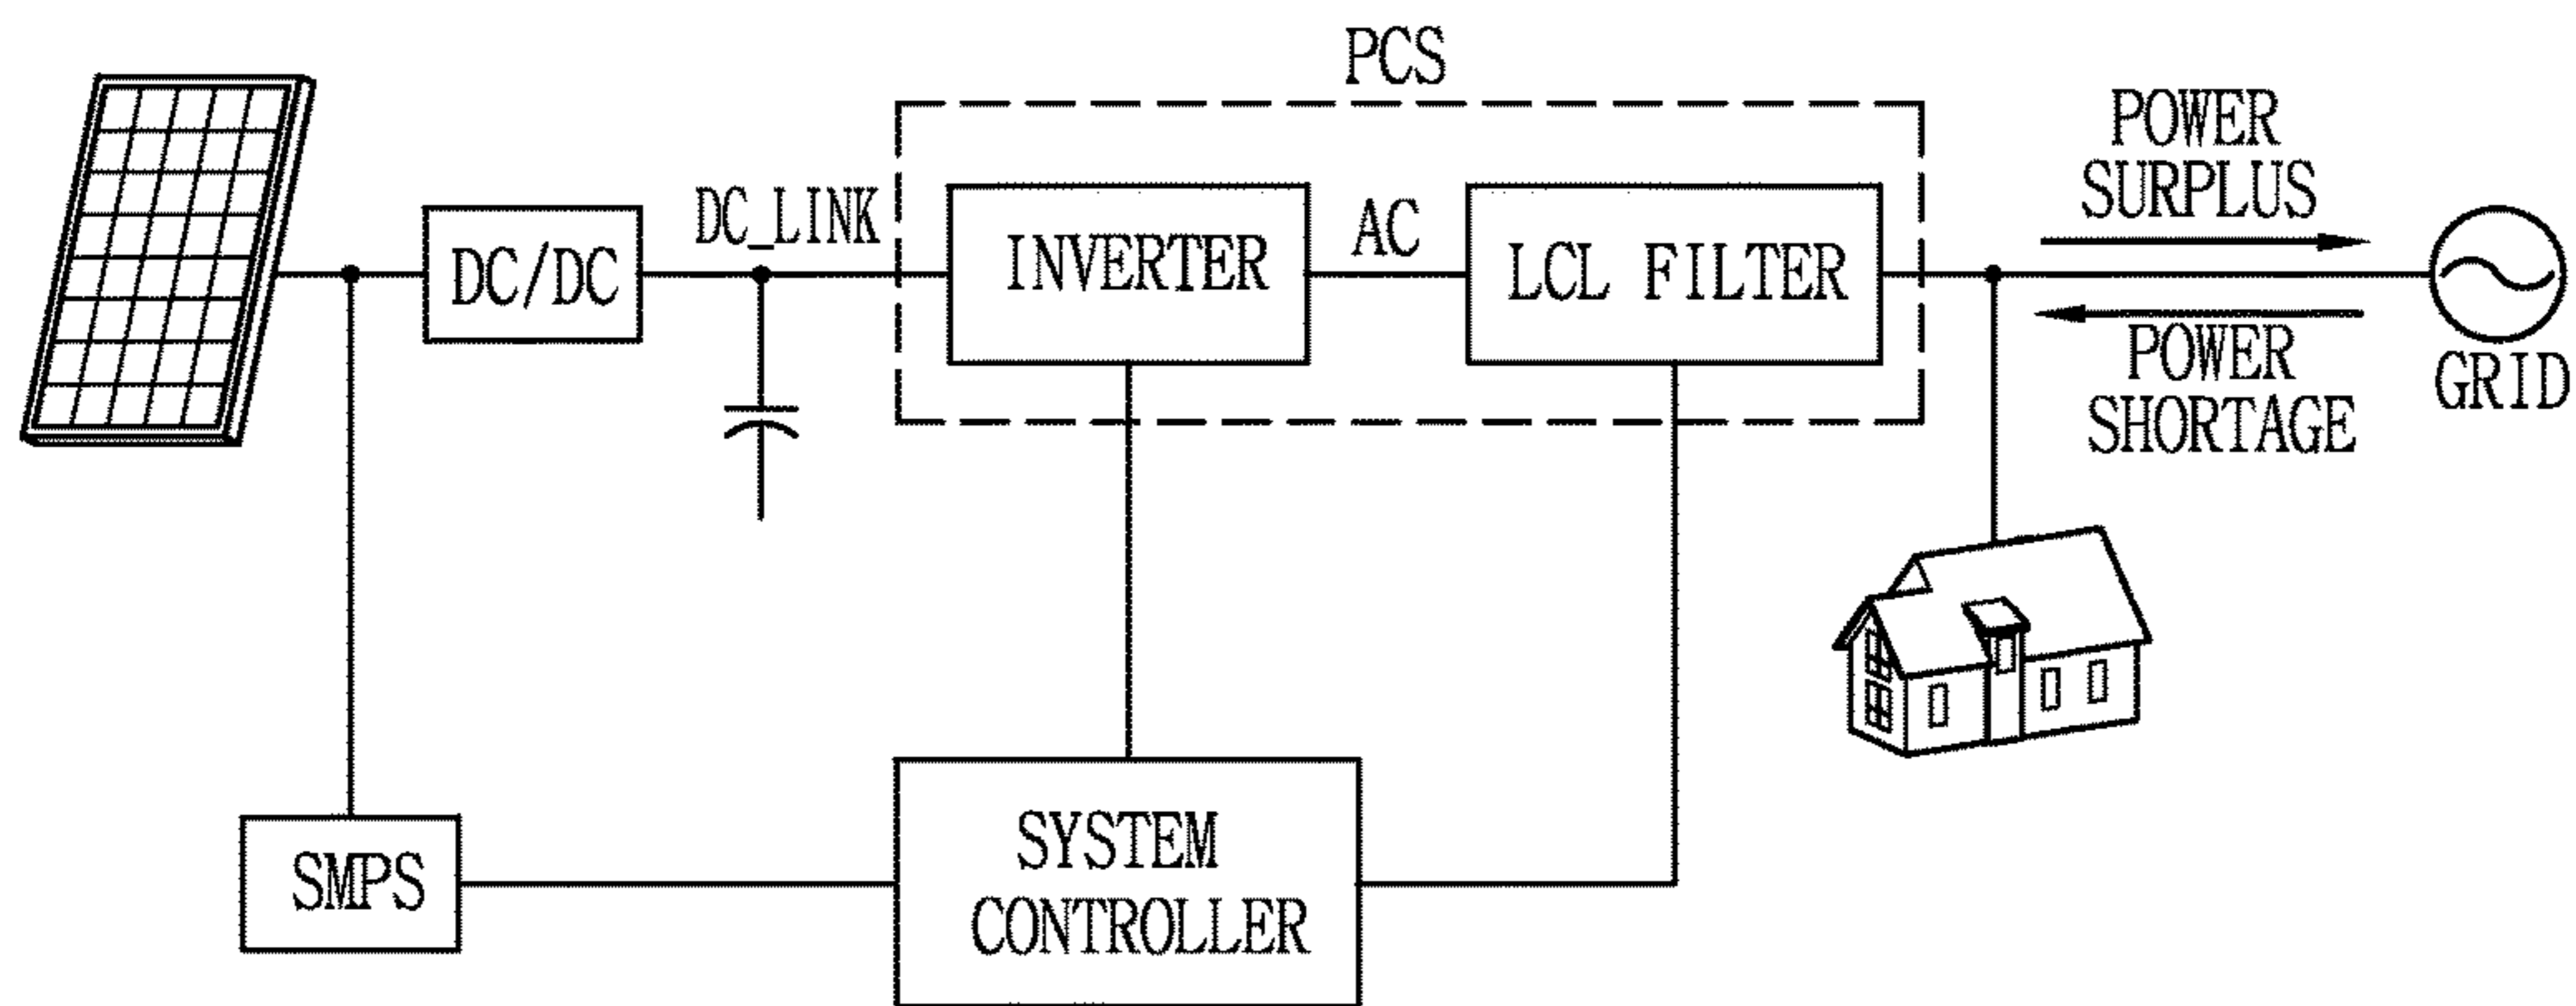 PCS
POWER
SURPLUS
DC_LINK
DC/DC
INVERTER
AC
LCL FILTER
POWER
SHORTAGE
GRID
SMPS
SYSTEM
CONTROLLER